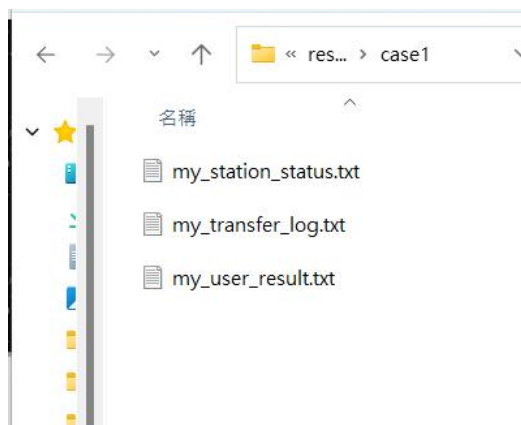 « res... › case1
名稱
my_station_status.txt
my_transfer_log.txt
my_user_result.txt